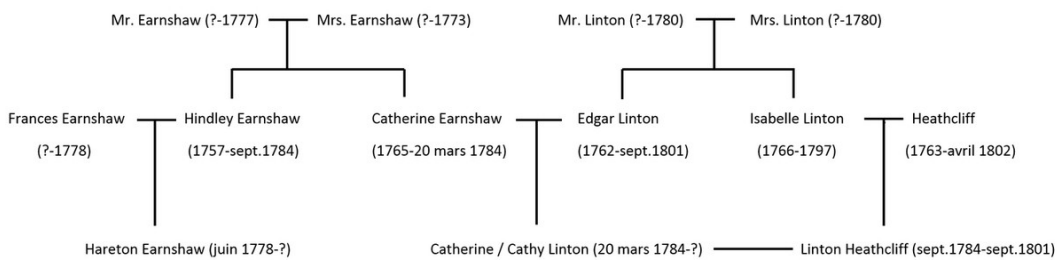 Mr. Earnshaw (?-1777) Mrs. Earnshaw (?-1773) Mr. Linton (?-1780) Mrs. Linton (?-1780)
Frances Earnshaw Hindley Earnshaw Catherine Earnshaw Edgar Linton Isabelle Linton Heathcliff
(?-1778) (1757-sept.1784) (1765-20 mars 1784) (1762-sept.1801) (1766-1797) (1763-avril 1802)
Hareton Earnshaw (juin 1778-?) Catherine / Cathy Linton (20 mars 1784-?) Linton Heathcliff (sept.1784-sept.1801)